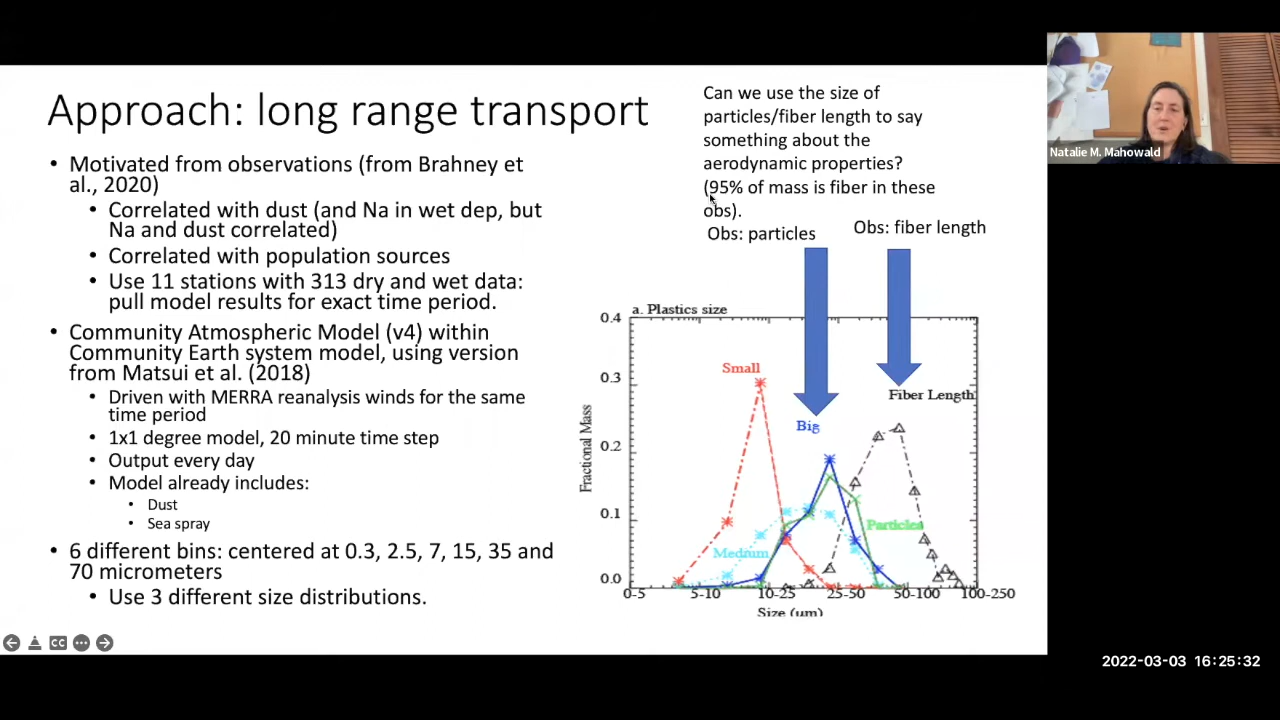 Approach: long range transport
• Motivated from observations (from Brahney et
al., 2020)
• Correlated with dust (and Na in wet dep, but
Na and dust correlated)
• Correlated with population sources
• Use 11 stations with 313 dry and wet data:
pull model results for exact time period.
• Community Atmospheric Model (v4) within
Community Earth system model, using version
from Matsui et al. (2018)
• Driven with MERRA reanalysis winds for the same
time period
• 1x1 degree model, 20 minute time step
• Output every day
• Model already includes:
• Dust
• Sea spray
• 6 different bins: centered at 0.3, 2.5, 7, 15, 35 and
70 micrometers
• Use 3 different size distributions.
Can we use the size of
particles/fiber length to say
something about the
aerodynamic properties?
(95% of mass is fiber in these
obs).
Obs: particles
Obs: fiber length
a. Plastics size
0.4
0.3
0.2
0.1
0.0
Fractional Mass
Small
Big
Fiber Length
Medium
Particles
0-5
5-10
10-25
25-50
50-100
100-250
Size (μm)
CC
Natalie M. Mahowald
2022-03-03 16:25:32